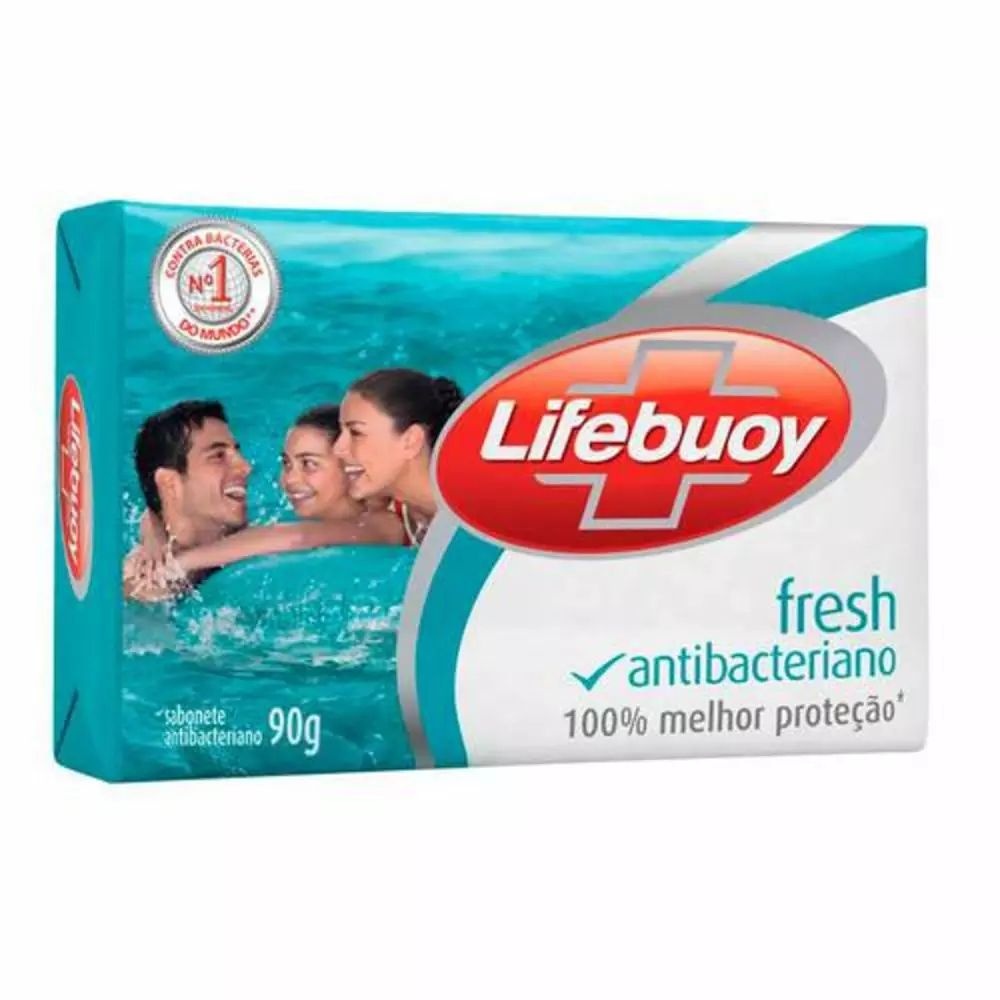 CONTRA BACTÉRIAS
Nº1
DO MUNDO**
Lifebuoy
Lifebuoy
fresh
antibacteriano
100% melhor proteção*
sabonete
antibacteriano 90g